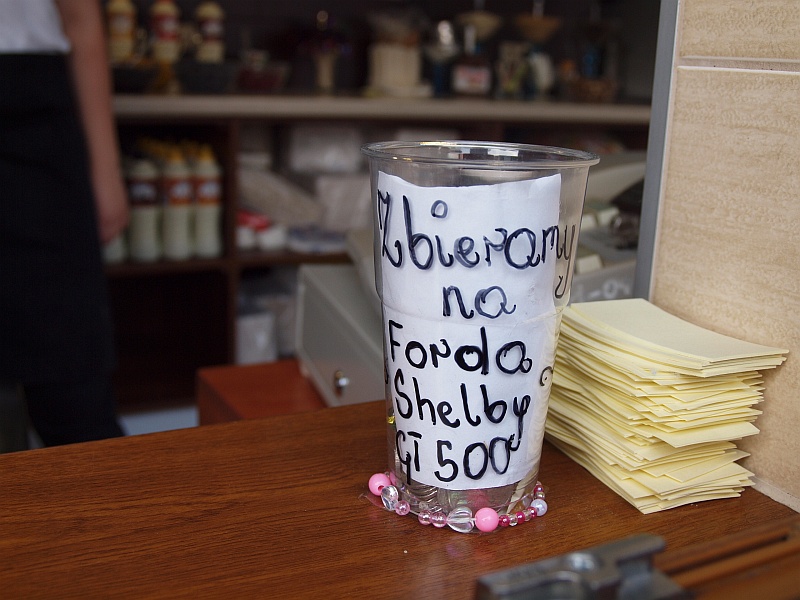 Zbieramy
na
Forda
Shelby
GT 500